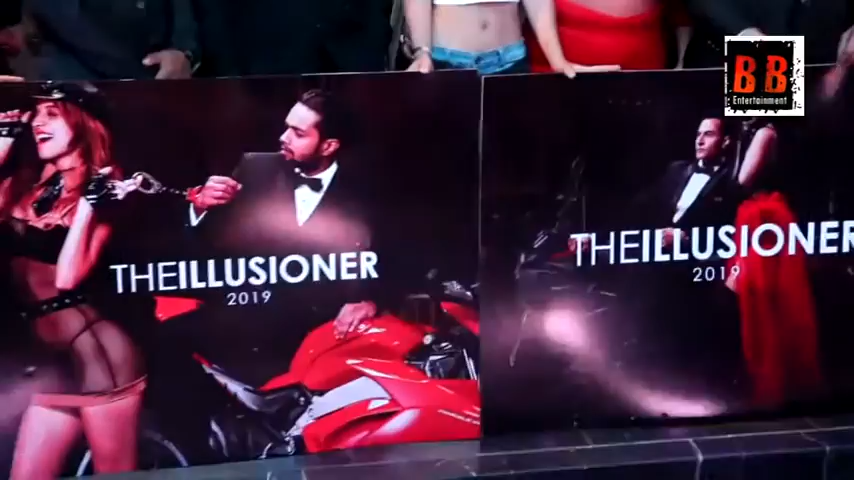 BB
Entertainment
THEILLUSIONER
2019
THEILLUSIONER
2019